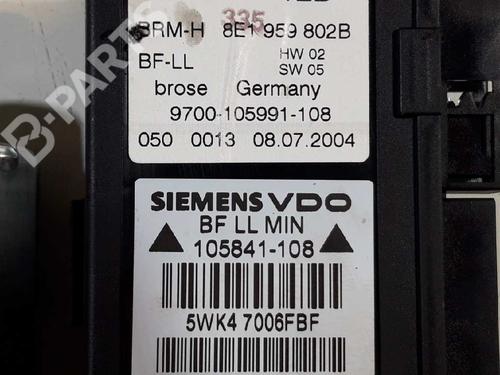 335
BRM-H 8E1 959 802B
BF-LL HW 02
SW 05
brose Germany
9700-105991-108
050 0013 08.07.2004
SIEMENS VDO
BF LL MIN
105841-108
5WK4 7006FBF
B-PARTS